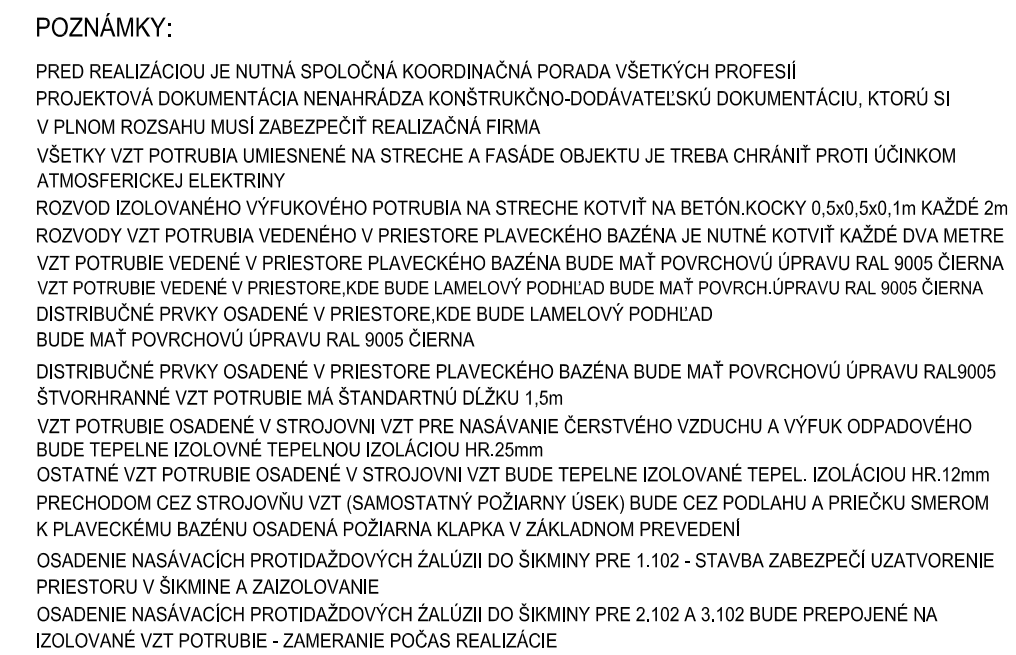 POZNÁMKY:
PRED REALIZÁCIOU JE NUTNÁ SPOLOČNÁ KOORDINAČNÁ PORADA VŠETKÝCH PROFESIÍ
PROJEKTOVÁ DOKUMENTÁCIA NENAHRÁDZA KONŠTRUKČNO-DODÁVATEĽSKÚ DOKUMENTÁCIU, KTORÚ SI
V PLNOM ROZSAHU MUSÍ ZABEZPEČIŤ REALIZAČNÁ FIRMA
VŠETKY VZT POTRUBIA UMIESNENÉ NA STRECHE A FASÁDE OBJEKTU JE TREBA CHRÁNIŤ PROTI ÚČINKOM
ATMOSFERICKEJ ELEKTRINY
ROZVOD IZOLOVANÉHO VÝFUKOVÉHO POTRUBIA NA STRECHE KOTVIŤ NA BETÓN.KOCKY 0,5x0,5x0,1m KAŽDÉ 2m
ROZVODY VZT POTRUBIA VEDENÉHO V PRIESTORE PLAVECKÉHO BAZÉNA JE NUTNÉ KOTVIŤ KAŽDÉ DVA METRE
VZT POTRUBIE VEDENÉ V PRIESTORE PLAVECKÉHO BAZÉNA BUDE MAŤ POVRCHOVÚ ÚPRAVU RAL 9005 ČIERNA
VZT POTRUBIE VEDENÉ V PRIESTORE,KDE BUDE LAMELOVÝ PODHĽAD BUDE MAŤ POVRCH.ÚPRAVU RAL 9005 ČIERNA
DISTRIBUČNÉ PRVKY OSADENÉ V PRIESTORE,KDE BUDE LAMELOVÝ PODHĽAD
BUDE MAŤ POVRCHOVÚ ÚPRAVU RAL 9005 ČIERNA
DISTRIBUČNÉ PRVKY OSADENÉ V PRIESTORE PLAVECKÉHO BAZÉNA BUDE MAŤ POVRCHOVÚ ÚPRAVU RAL9005
ŠTVORHRANNÉ VZT POTRUBIE MÁ ŠTANDARTNÚ DĹŽKU 1,5m
VZT POTRUBIE OSADENÉ V STROJOVNI VZT PRE NASÁVANIE ČERSTVÉHO VZDUCHU A VÝFUK ODPADOVÉHO
BUDE TEPELNE IZOLOVNÉ TEPELNOU IZOLÁCIOU HR.25mm
OSTATNÉ VZT POTRUBIE OSADENÉ V STROJOVNI VZT BUDE TEPELNE IZOLOVANÉ TEPEL. IZOLÁCIOU HR.12mm
PRECHODOM CEZ STROJOVŇU VZT (SAMOSTATNÝ POŽIARNY ÚSEK) BUDE CEZ PODLAHU A PRIEČKU SMEROM
K PLAVECKÉMU BAZÉNU OSADENÁ POŽIARNA KLAPKA V ZÁKLADNOM PREVEDENÍ
OSADENIE NASÁVACÍCH PROTIDAŽDOVÝCH ŹALÚZII DO ŠIKMINY PRE 1.102 - STAVBA ZABEZPEČÍ UZATVORENIE
PRIESTORU V ŠIKMINE A ZAIZOLOVANIE
OSADENIE NASÁVACÍCH PROTIDAŽDOVÝCH ŹALÚZII DO ŠIKMINY PRE 2.102 A 3.102 BUDE PREPOJENÉ NA
IZOLOVANÉ VZT POTRUBIE - ZAMERANIE POČAS REALIZÁCIE